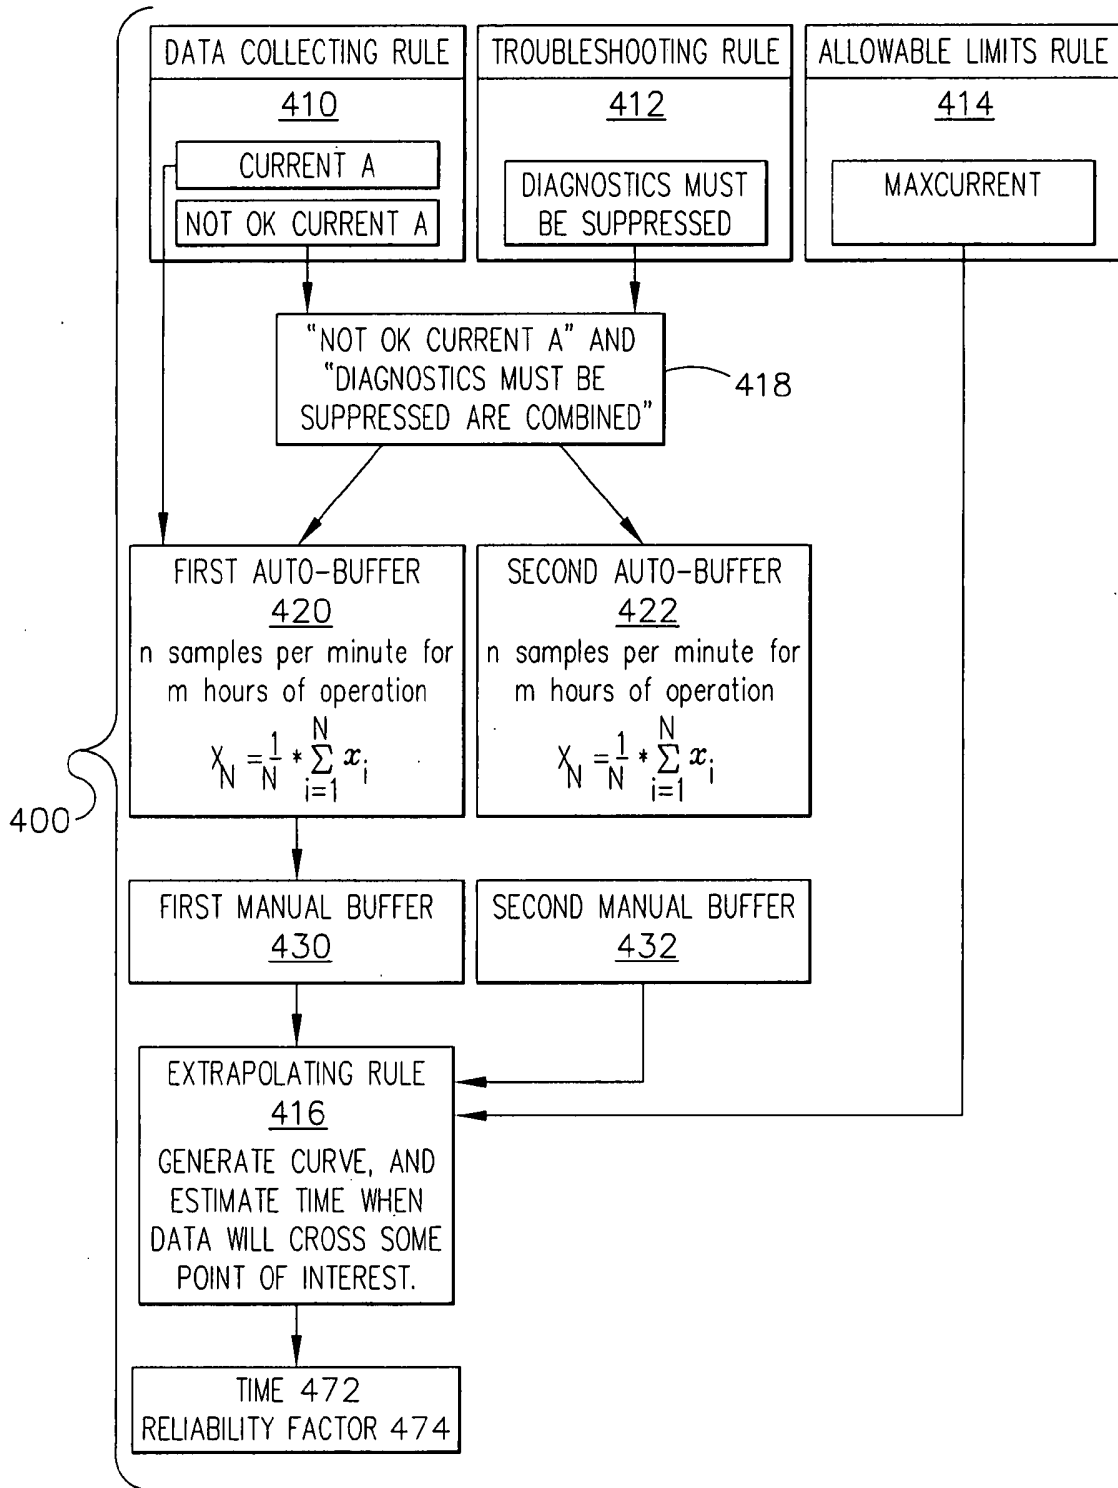 DATA COLLECTING RULE
410
CURRENT A
NOT OK CURRENT A
TROUBLESHOOTING RULE
412
DIAGNOSTICS MUST
BE SUPPRESSED
ALLOWABLE LIMITS RULE
414
MAXCURRENT
"NOT OK CURRENT A" AND
"DIAGNOSTICS MUST BE
SUPPRESSED ARE COMBINED"
418
FIRST AUTO-BUFFER
420
n samples per minute for
m hours of operation
X_N = 1/N * N∑i=1 x_i
SECOND AUTO-BUFFER
422
n samples per minute for
m hours of operation
X_N = 1/N * N∑i=1 x_i
400
FIRST MANUAL BUFFER
430
SECOND MANUAL BUFFER
432
EXTRAPOLATING RULE
416
GENERATE CURVE, AND
ESTIMATE TIME WHEN
DATA WILL CROSS SOME
POINT OF INTEREST.
TIME 472
RELIABILITY FACTOR 474